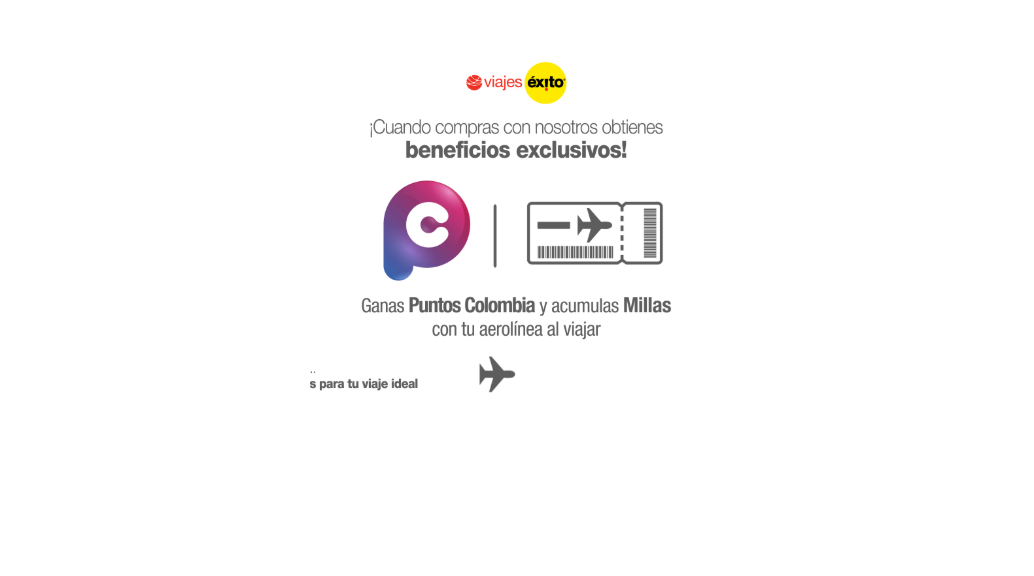 viajes éxito
¡Cuando compras con nosotros obtienes
beneficios exclusivos!
Ganas Puntos Colombia y acumulas Millas
con tu aerolínea al viajar
..
s para tu viaje ideal